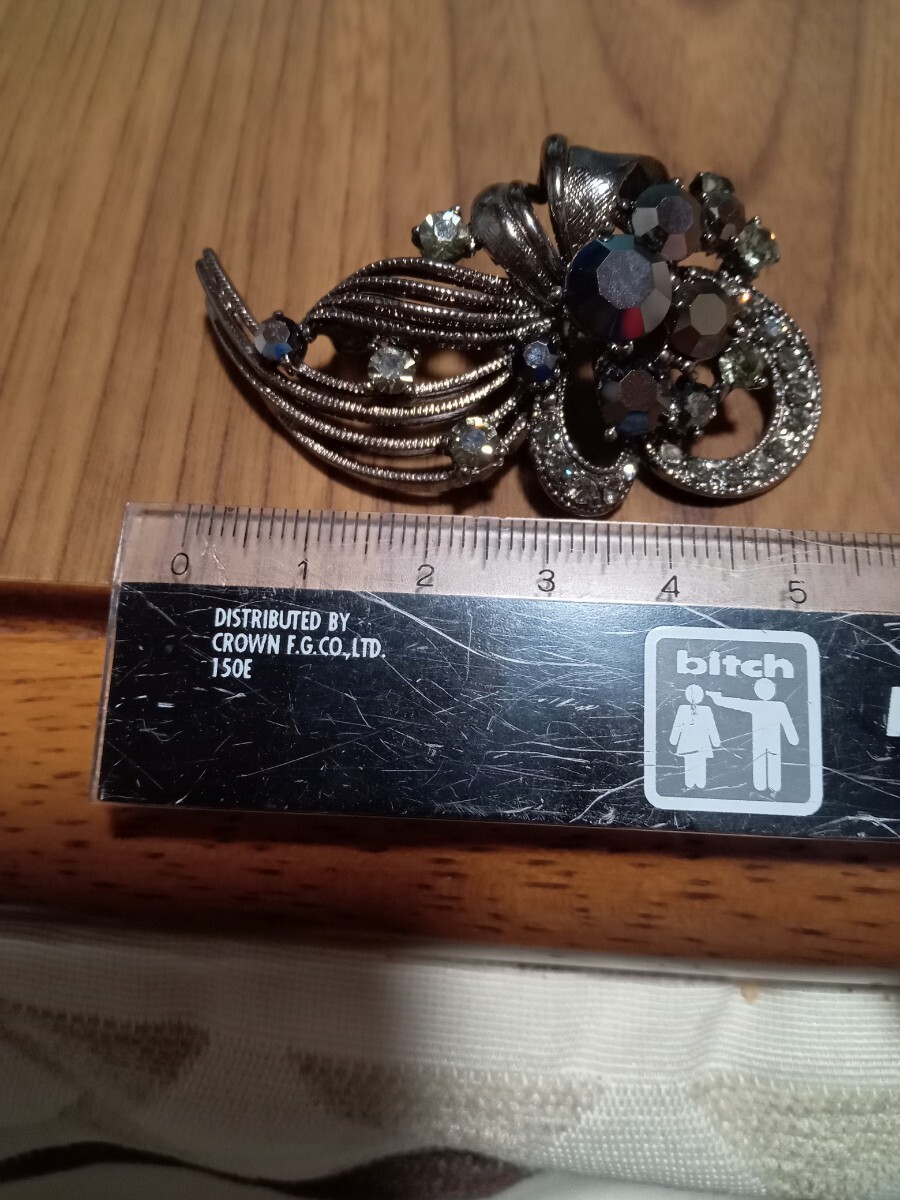 0 1 2 3 4 5
DISTRIBUTED BY
CROWN F.G.CO.,LTD.
150E
bitch